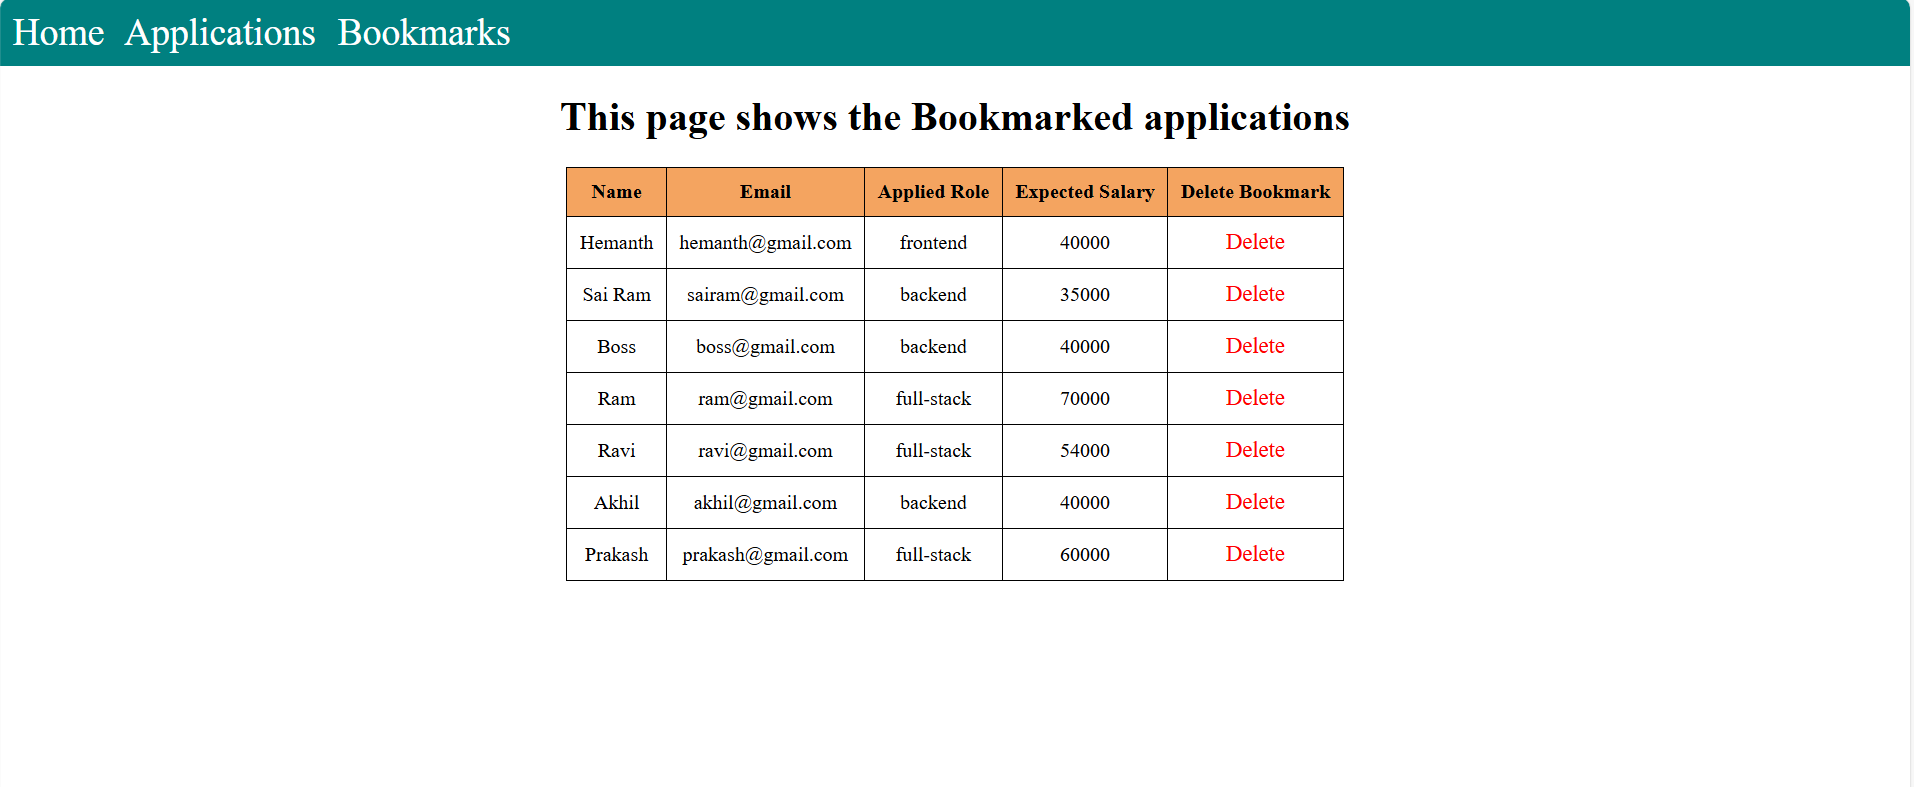 Home Applications Bookmarks
This page shows the Bookmarked applications
Name Email Applied Role Expected Salary Delete Bookmark
Hemanth hemanth@gmail.com frontend 40000 Delete
Sai Ram sairam@gmail.com backend 35000 Delete
Boss boss@gmail.com backend 40000 Delete
Ram ram@gmail.com full-stack 70000 Delete
Ravi ravi@gmail.com full-stack 54000 Delete
Akhil akhil@gmail.com backend 40000 Delete
Prakash prakash@gmail.com full-stack 60000 Delete